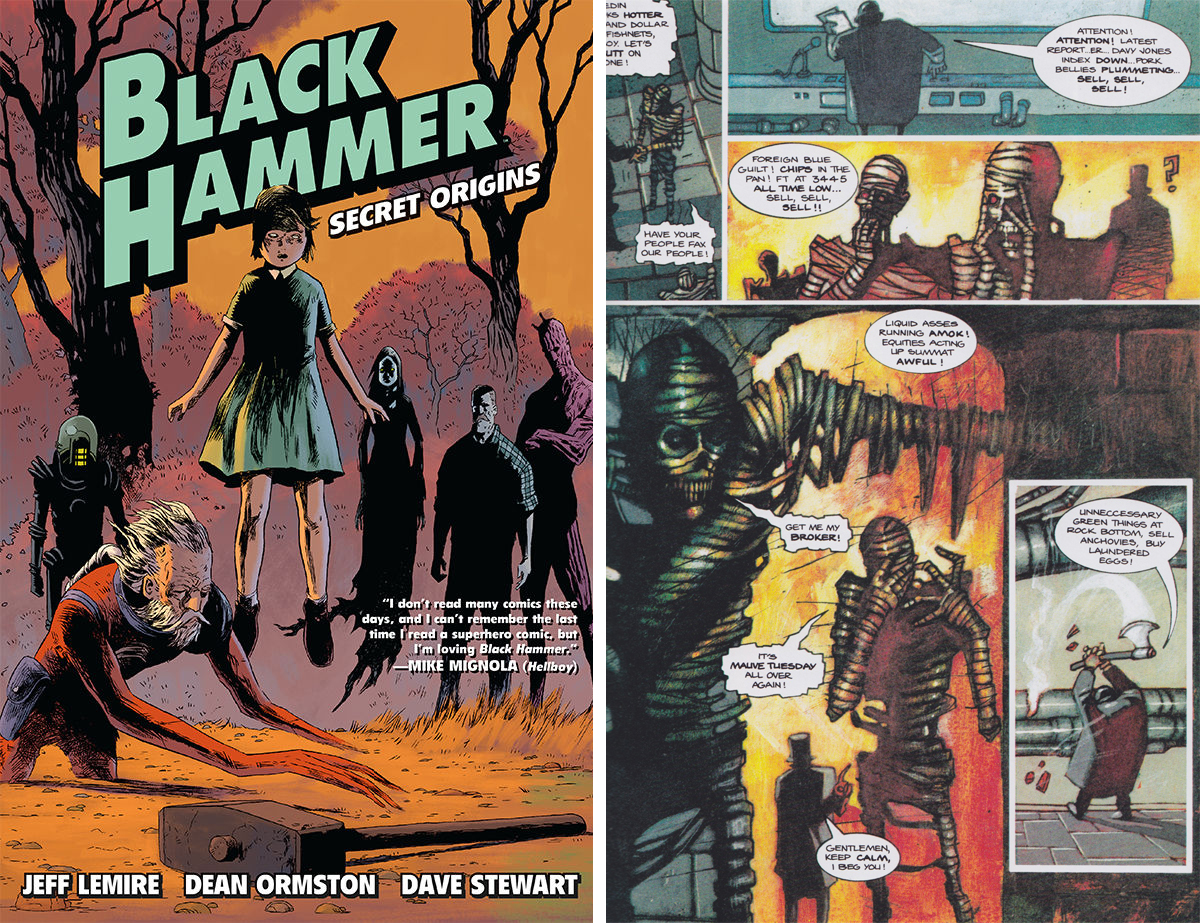 BLACK
HAMMER
SECRET ORIGINS
"I don't read many comics these
days, and I can't remember the last
time I read a superhero comic, but
I'm loving Black Hammer."
—MIKE MIGNOLA (Hellboy)
JEFF LEMIRE DEAN ORMSTON DAVE STEWART
HOTTER
AND DOLLAR
FISHNETS,
LET'S
ON
HAVE YOUR
PEOPLE FAX
OUR PEOPLE!
ATTENTION!
ATTENTION! LATEST
REPORT...ER...DAVY JONES
INDEX DOWN...PORK
BELLIES PLUMMETING...
SELL, SELL,
SELL!
FOREIGN BLUE
GUILT! CHIPS IN THE
PAN! FT AT 3445
ALL TIME LOW...
SELL, SELL,
SELL!!
?
LIQUID ASSES
RUNNING AMOK!
EQUITIES ACTING
UP SUMMAT
AWFUL!
GET ME MY
BROKER!
UNNECCESSARY
GREEN THINGS AT
ROCK BOTTOM, SELL
ANCHOVIES, BUY
LAUNDERED
EGGS!
IT'S
MAUVE TUESDAY
ALL OVER
AGAIN!
GENTLEMEN,
KEEP CALM,
I BEG YOU!